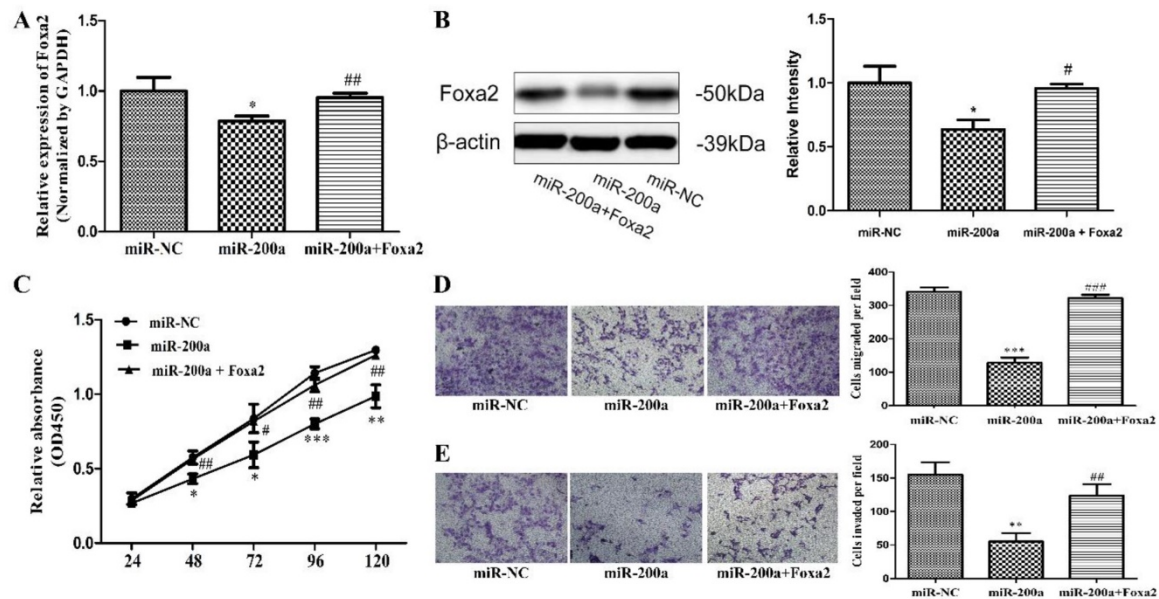 A
Relative expression of Foxa2
(Normalized by GAPDH)
1.5
1.0
0.5
0.0
*
##
miR-NC
miR-200a
miR-200a+Foxa2
B
Foxa2
-50kDa
β-actin
-39kDa
miR-200a+Foxa2
miR-200a
miR-NC
Relative Intensity
1.5
1.0
0.5
0.0
*
#
miR-NC
miR-200a
miR-200a + Foxa2
C
Relative absorbance
(OD450)
miR-NC
miR-200a
miR-200a + Foxa2
1.5
1.0
0.5
0.0
##
*
#
*
##
***
##
**
24
48
72
96
120
D
miR-NC
miR-200a
miR-200a+Foxa2
Cells migraded per field
400
300
200
100
0
***
###
miR-NC
miR-200a
miR-200a+Foxa2
E
miR-NC
miR-200a
miR-200a+Foxa2
Cells invaded per field
200
150
100
50
0
**
##
miR-NC
miR-200a
miR-200a+Foxa2